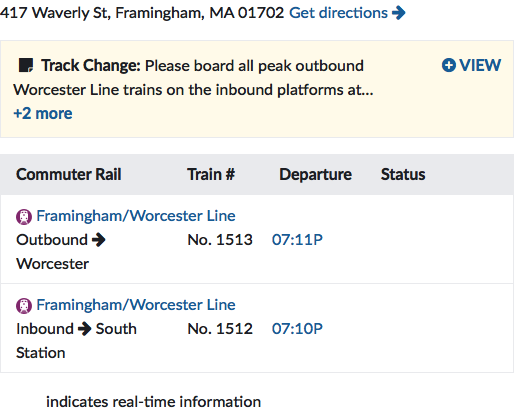 417 Waverly St, Framingham, MA 01702 Get directions
Track Change: Please board all peak outbound
VIEW
Worcester Line trains on the inbound platforms at...
+2 more
Commuter Rail Train # Departure Status
Framingham/Worcester Line
Outbound → No. 1513 07:11P
Worcester
Framingham/Worcester Line
Inbound → South No. 1512 07:10P
Station
indicates real-time information